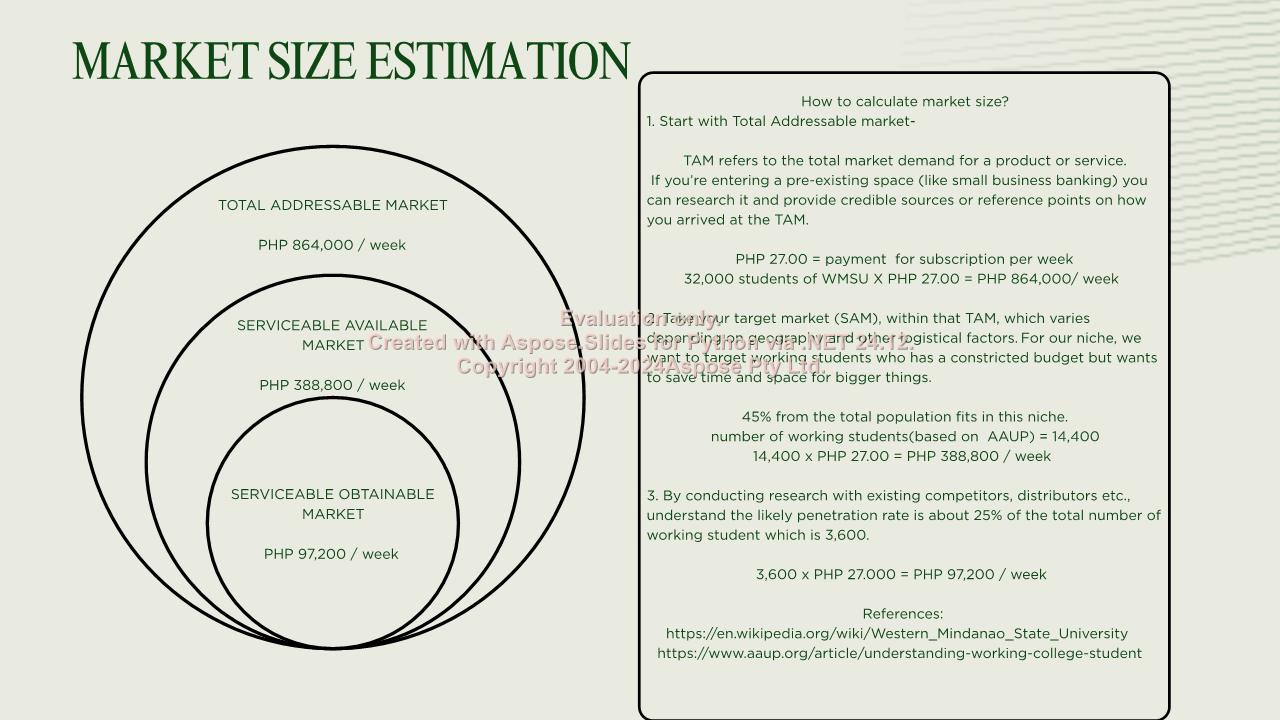 MARKET SIZE ESTIMATION
TOTAL ADDRESSABLE MARKET
PHP 864,000 / week
SERVICEABLE AVAILABLE
MARKET
PHP 388,800 / week
SERVICEABLE OBTAINABLE
MARKET
PHP 97,200 / week
How to calculate market size?
1. Start with Total Addressable market-
TAM refers to the total market demand for a product or service.
If you’re entering a pre-existing space (like small business banking) you
can research it and provide credible sources or reference points on how
you arrived at the TAM.
PHP 27.00 = payment  for subscription per week
32,000 students of WMSU X PHP 27.00 = PHP 864,000/ week
2. Take your target market (SAM), within that TAM, which varies
depending on geography and other logistical factors. For our niche, we
want to target working students who has a constricted budget but wants
to save time and space for bigger things.
45% from the total population fits in this niche.
number of working students(based on  AAUP) = 14,400
14,400 x PHP 27.00 = PHP 388,800 / week
3. By conducting research with existing competitors, distributors etc.,
understand the likely penetration rate is about 25% of the total number of
working student which is 3,600.
3,600 x PHP 27.000 = PHP 97,200 / week
References:
https://en.wikipedia.org/wiki/Western_Mindanao_State_University
https://www.aaup.org/article/understanding-working-college-student
Evaluation only.
Created with Aspose.Slides for Python via .NET 24.12.
Copyright 2004-2024Aspose Pty Ltd.